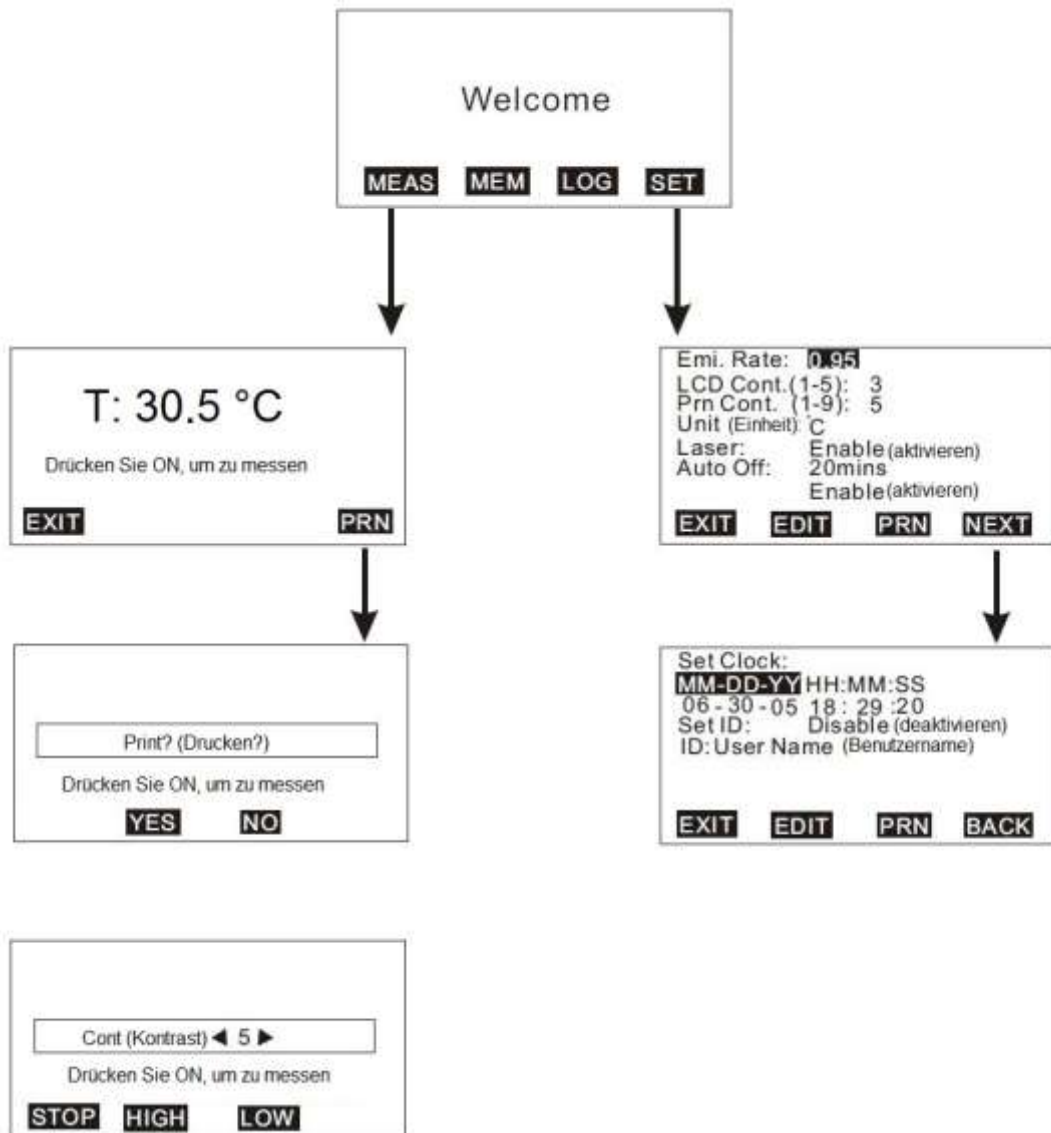 Welcome
MEAS MEM LOG SET
T: 30.5 °C
Drücken Sie ON, um zu messen
EXIT PRN
Emi. Rate: 0.95
LCD Cont.(1-5): 3
Prn Cont. (1-9): 5
Unit (Einheit): °C
Laser: Enable (aktivieren)
Auto Off: 20mins
Enable (aktivieren)
EXIT EDIT PRN NEXT
Print? (Drucken?)
Drücken Sie ON, um zu messen
YES NO
Set Clock:
MM-DD-YY HH:MM:SS
06-30-05 18:29:20
Set ID: Disable (deaktivieren)
ID: User Name (Benutzername)
EXIT EDIT PRN BACK
Cont (Kontrast) ◀ 5 ▶
Drücken Sie ON, um zu messen
STOP HIGH LOW